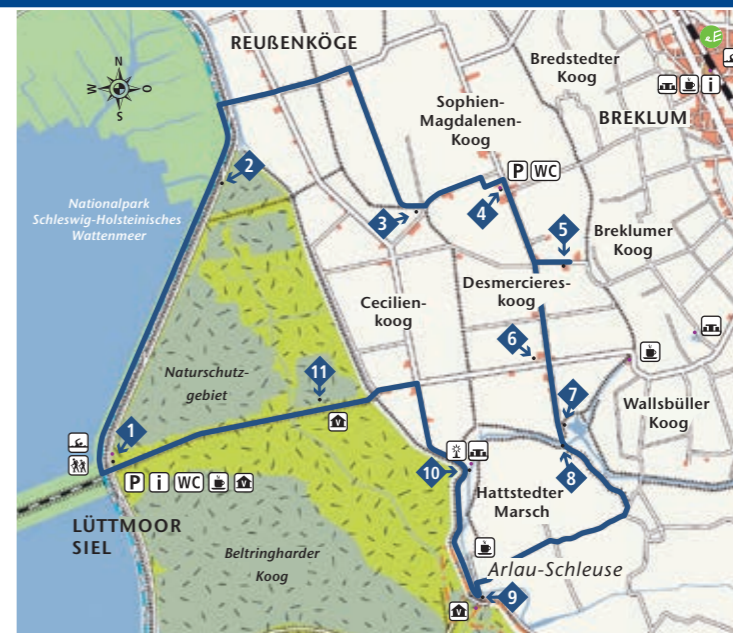 REUßENKÖGE
Bredstedter
Koog
Sophien-
Magdalenen-
Koog
BREKLUM
i
N
W
O
S
P
WC
2
Nationalpark
Schleswig-Holsteinisches
Wattenmeer
3
4
5
Breklumer
Koog
Desmercieres-
koog
Cecilien-
koog
6
11
Naturschutz-
gebiet
7
Wallsbüller
Koog
1
V
P
i
WC
V
10
8
Hattstedter
Marsch
LÜTTMOOR
SIEL
Beltringharder
Koog
Arlau-Schleuse
9
V